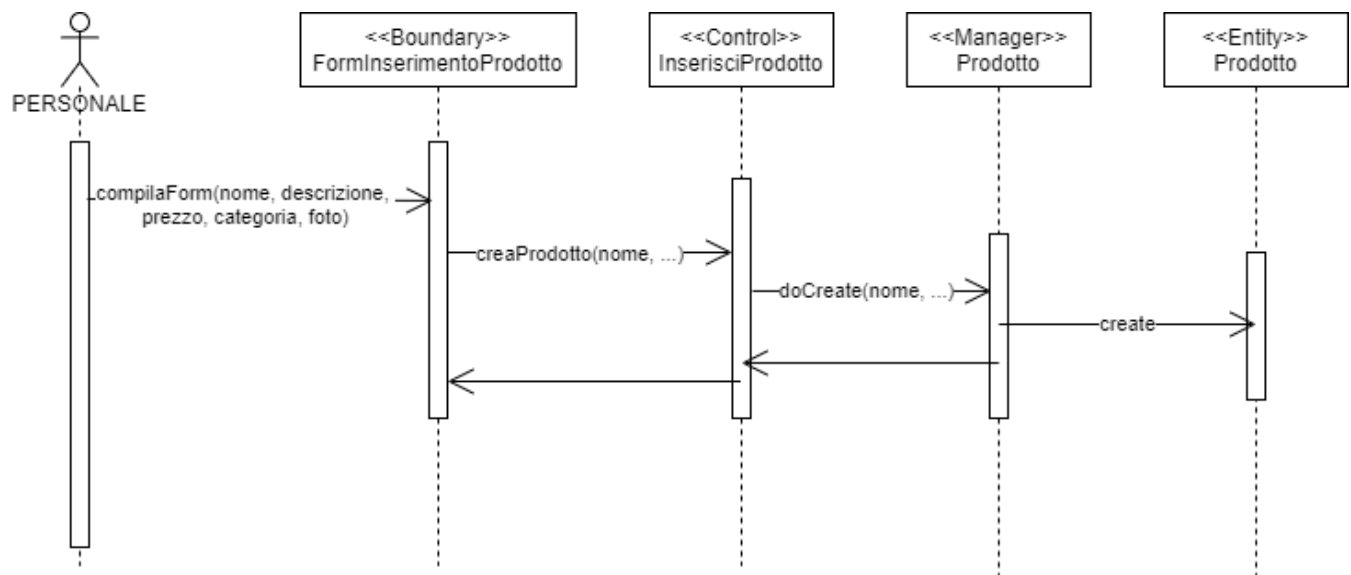 <<Boundary>>
FormInserimentoProdotto
<<Control>>
InserisciProdotto
<<Manager>>
Prodotto
<<Entity>>
Prodotto
PERSONALE
compilaForm(nome, descrizione,
prezzo, categoria, foto)
creaProdotto(nome, ...)
doCreate(nome, ...)
create